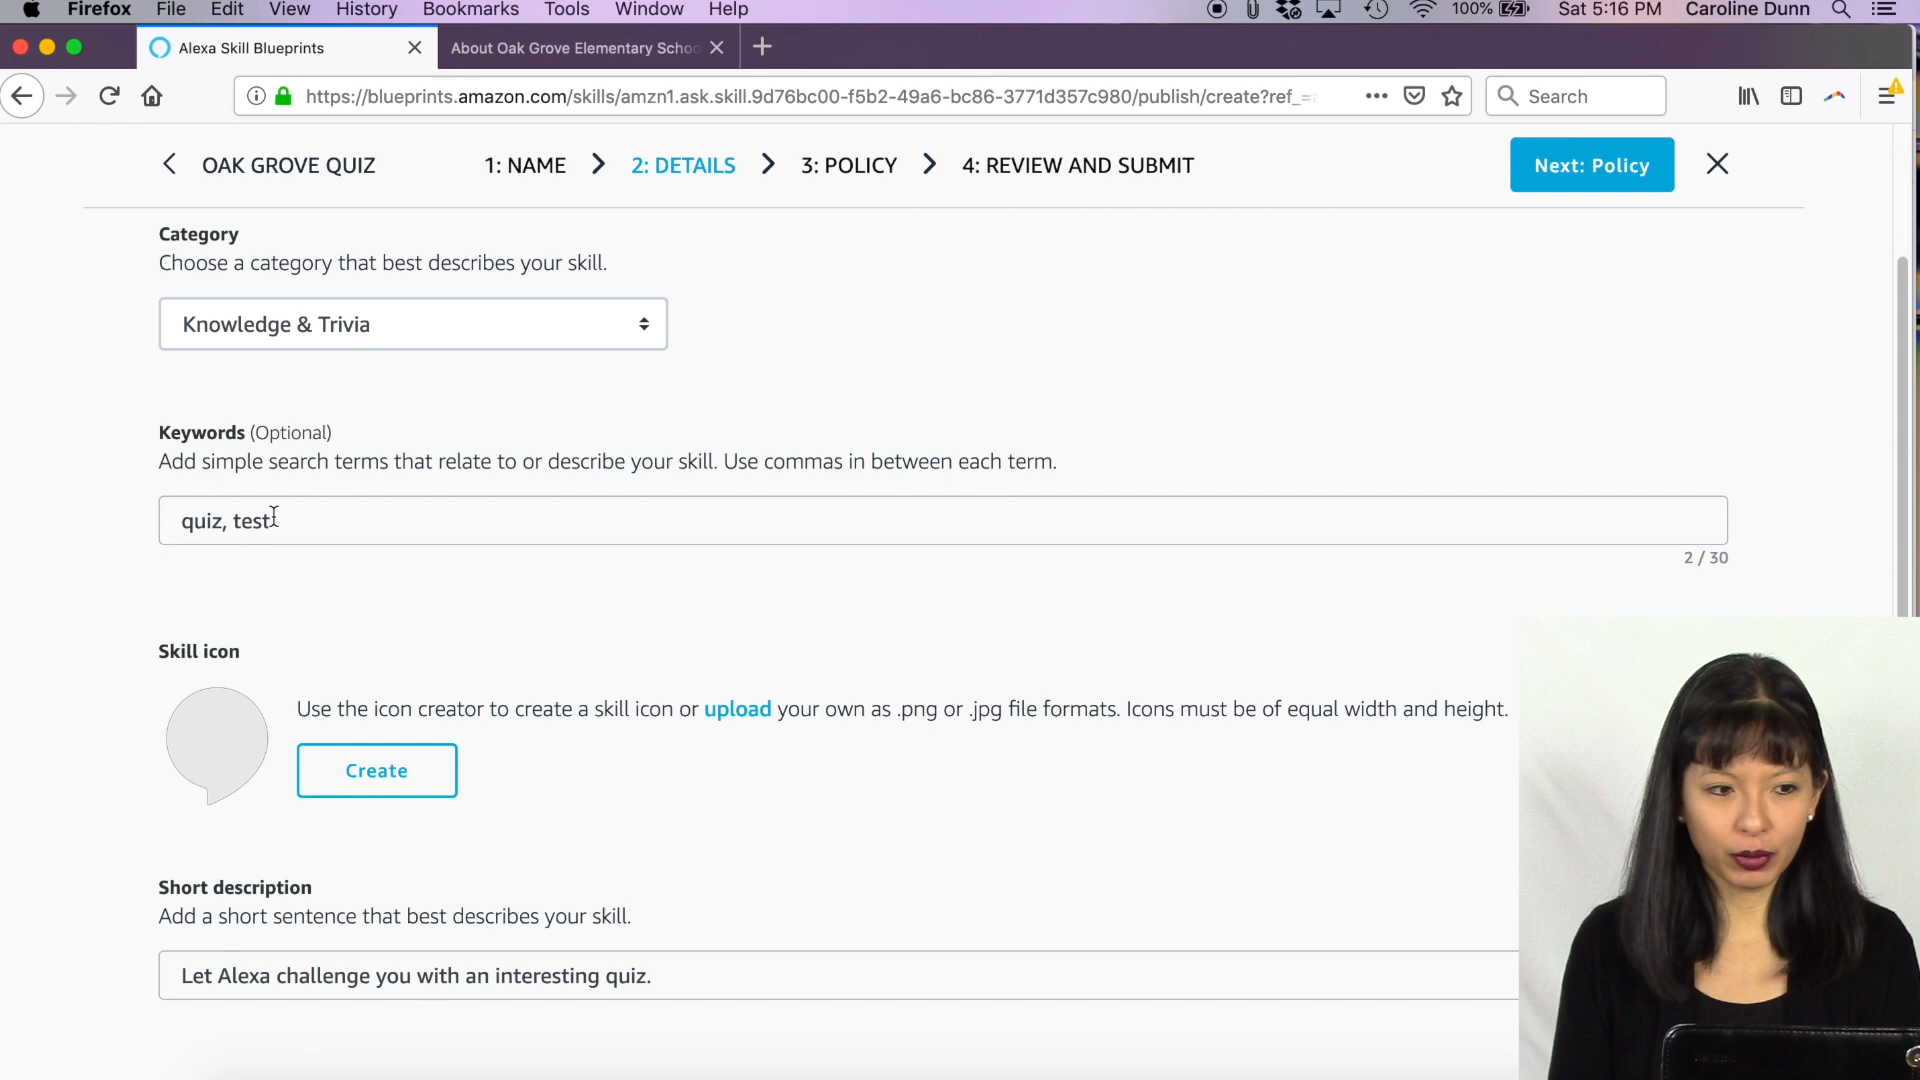 Firefox File Edit View History Bookmarks Tools Window Help 100% Sat 5:16 PM Caroline Dunn
Alexa Skill Blueprints About Oak Grove Elementary Schoo
https://blueprints.amazon.com/skills/amzn1.ask.skill.9d76bc00-f5b2-49a6-bc86-3771d357c980/publish/create?ref_= Search
OAK GROVE QUIZ 1: NAME 2: DETAILS 3: POLICY 4: REVIEW AND SUBMIT Next: Policy
Category
Choose a category that best describes your skill.
Knowledge & Trivia
Keywords (Optional)
Add simple search terms that relate to or describe your skill. Use commas in between each term.
quiz, test
2 / 30
Skill icon
Use the icon creator to create a skill icon or upload your own as .png or .jpg file formats. Icons must be of equal width and height.
Create
Short description
Add a short sentence that best describes your skill.
Let Alexa challenge you with an interesting quiz.